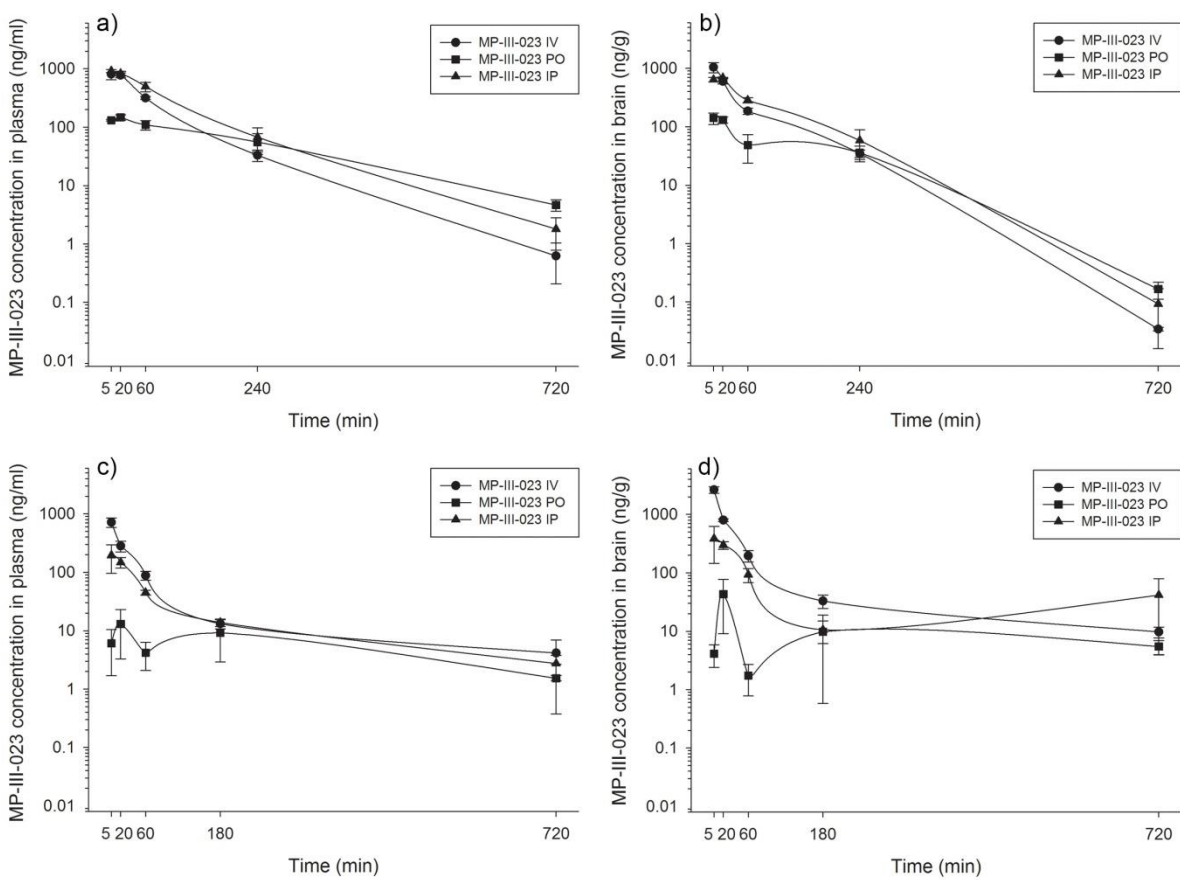 a)
MP-III-023 concentration in plasma (ng/ml)
1000
100
10
1
0.1
0.01
MP-III-023 IV
MP-III-023 PO
MP-III-023 IP
5 20 60 240 720
Time (min)
b)
MP-III-023 concentration in brain (ng/g)
1000
100
10
1
0.1
0.01
MP-III-023 IV
MP-III-023 PO
MP-III-023 IP
5 20 60 240 720
Time (min)
c)
MP-III-023 concentration in plasma (ng/ml)
1000
100
10
1
0.1
0.01
MP-III-023 IV
MP-III-023 PO
MP-III-023 IP
5 20 60 180 720
Time (min)
d)
MP-III-023 concentration in brain (ng/g)
1000
100
10
1
0.1
0.01
MP-III-023 IV
MP-III-023 PO
MP-III-023 IP
5 20 60 180 720
Time (min)